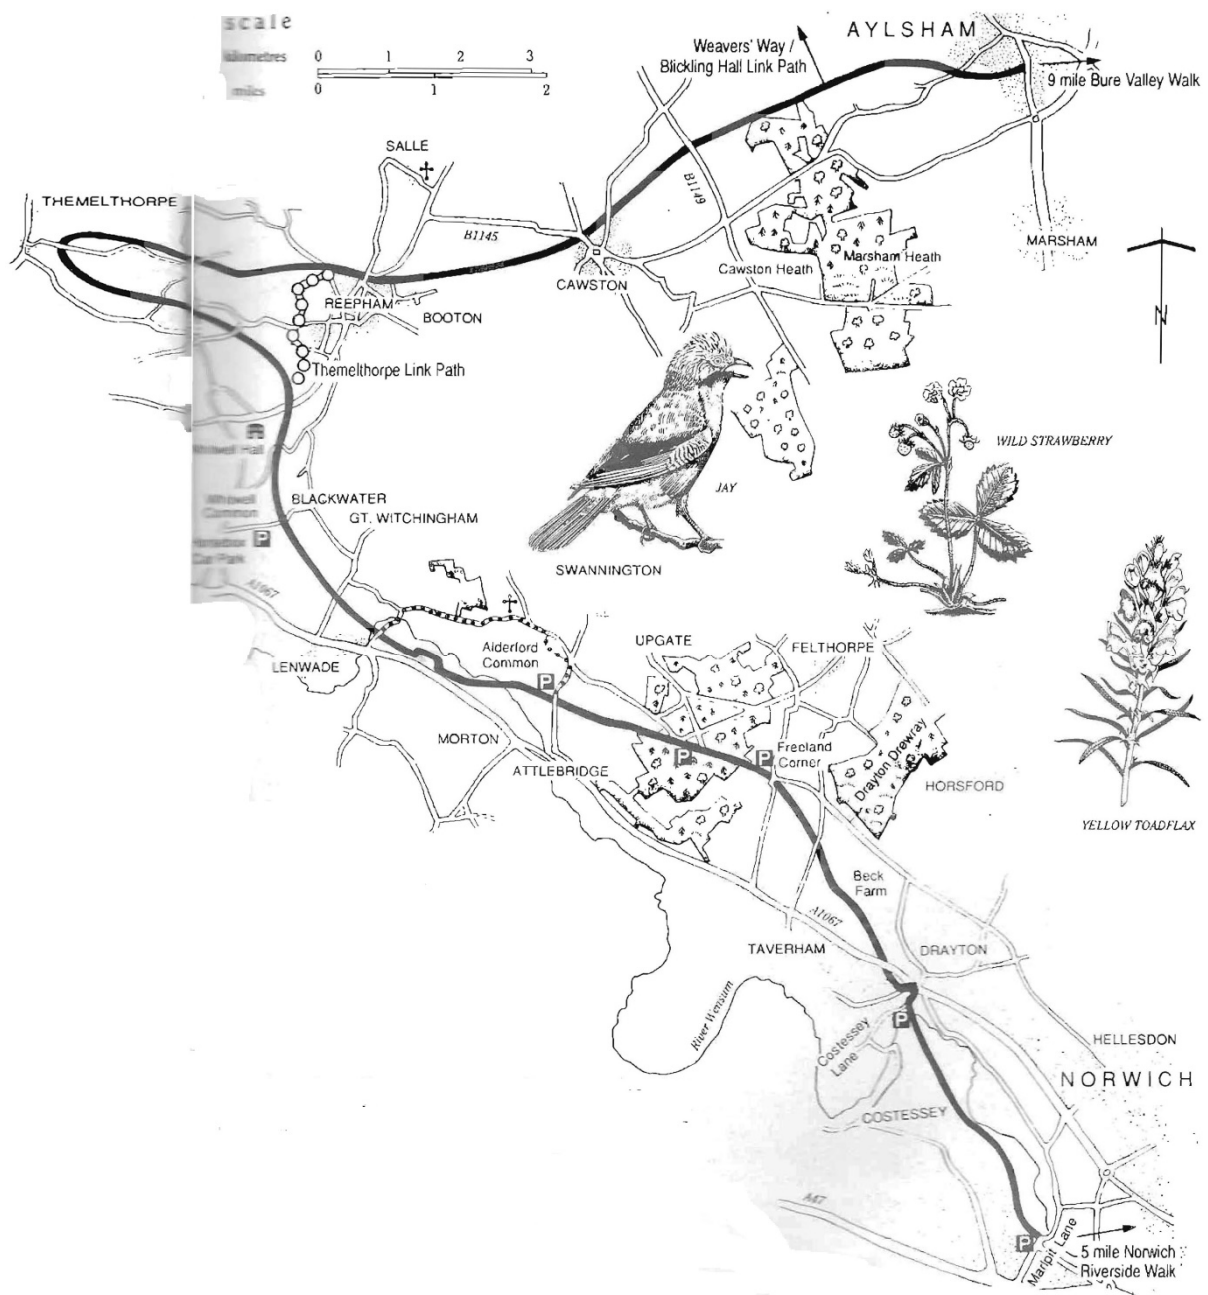 scale
kilometres
0 1 2 3
miles
0 1 2
Weavers' Way /
Blickling Hall Link Path
AYLSHAM
9 mile Bure Valley Walk
SALLE
THEMELTHORPE
B1145
B1149
MARSHAM
Cawston Heath
Marsham Heath
CAWSTON
REEPHAM
BOOTON
N
Themelthorpe Link Path
WILD STRAWBERRY
Whitwell Hall
JAY
Whitwell
Common
BLACKWATER
GT. WITCHINGHAM
P
Car Park
SWANNINGTON
A1067
Alderford
Common
UPGATE
FELTHORPE
LENWADE
P
MORTON
Freeland
Corner
P
P
ATTLEBRIDGE
Drayton Drewray
HORSFORD
YELLOW TOADFLAX
Beck
Farm
A1067
TAVERHAM
DRAYTON
River Wensum
P
Costessey
Lane
HELLESDON
NORWICH
COSTESSEY
A47
P
Marlpit Lane
5 mile Norwich
Riverside Walk